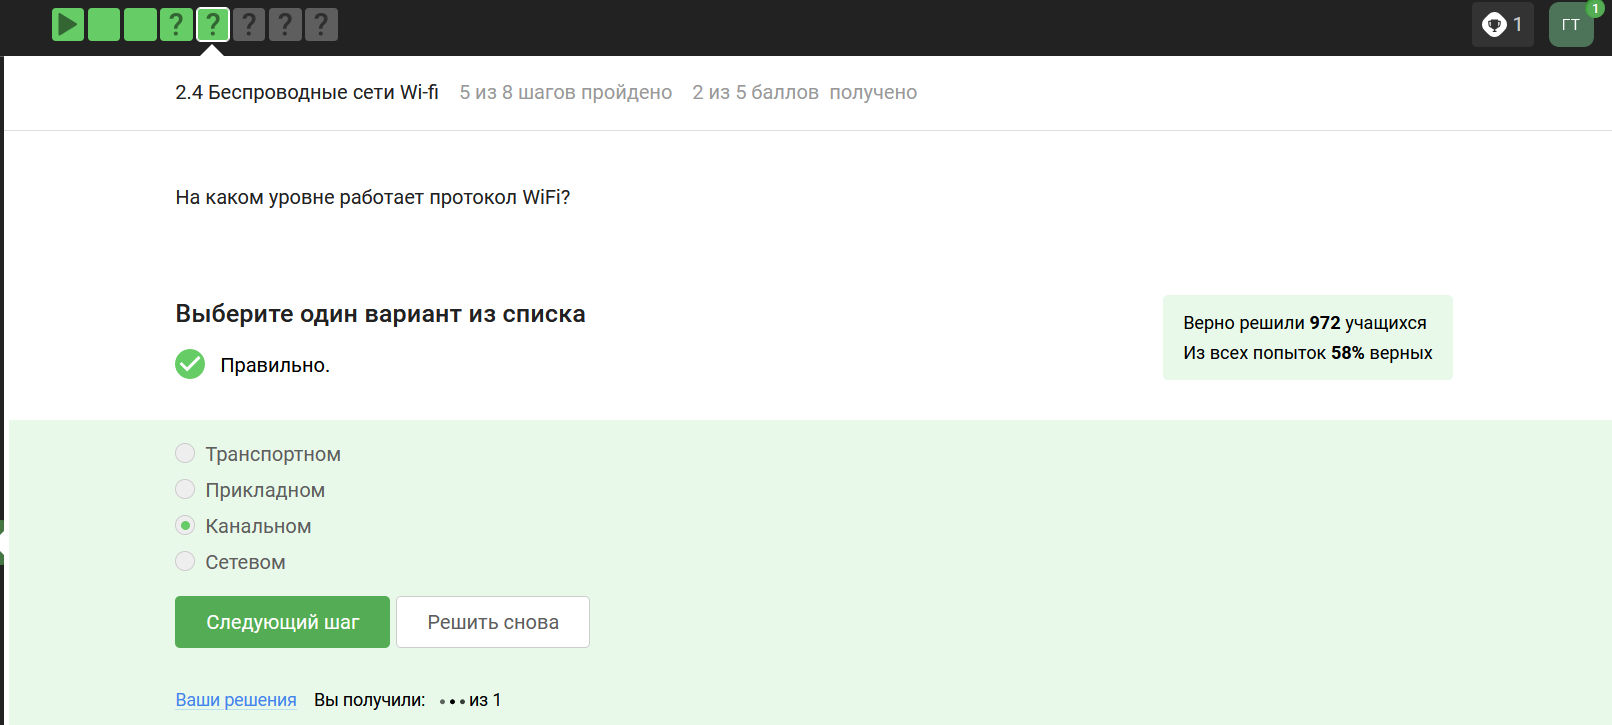 ? ? ? ? ?
1
ГТ
1
2.4 Беспроводные сети Wi-fi 5 из 8 шагов пройдено 2 из 5 баллов получено
На каком уровне работает протокол WiFi?
Выберите один вариант из списка
Правильно.
Верно решили 972 учащихся
Из всех попыток 58% верных
Транспортном
Прикладном
Канальном
Сетевом
Следующий шаг
Решить снова
Ваши решения Вы получили: ••• из 1